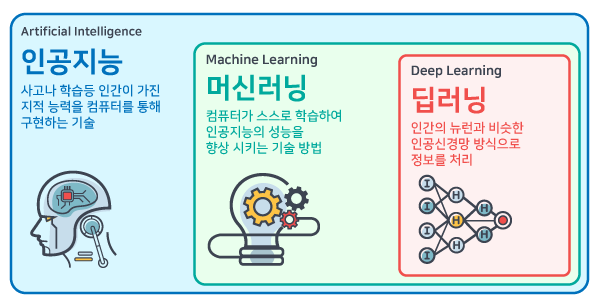 Artificial Intelligence
인공지능
사고나 학습등 인간이 가진
지적 능력을 컴퓨터를 통해
구현하는 기술
Machine Learning
머신러닝
컴퓨터가 스스로 학습하여
인공지능의 성능을
향상 시키는 기술 방법
Deep Learning
딥러닝
인간의 뉴런과 비슷한
인공신경망 방식으로
정보를 처리
I
H
I
H
H
I
H
H
I